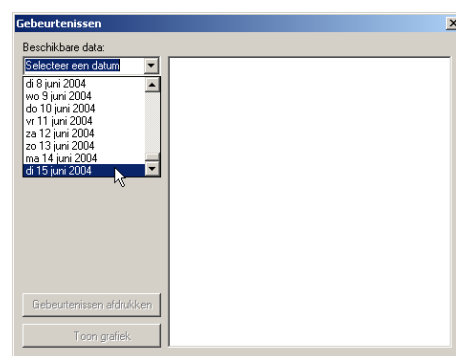 Gebeurtenissen
Beschikbare data:
Selecteer een datum
di 8 juni 2004
wo 9 juni 2004
do 10 juni 2004
vr 11 juni 2004
za 12 juni 2004
zo 13 juni 2004
ma 14 juni 2004
di 15 juni 2004
Gebeurtenissen afdrukken
Toon grafiek